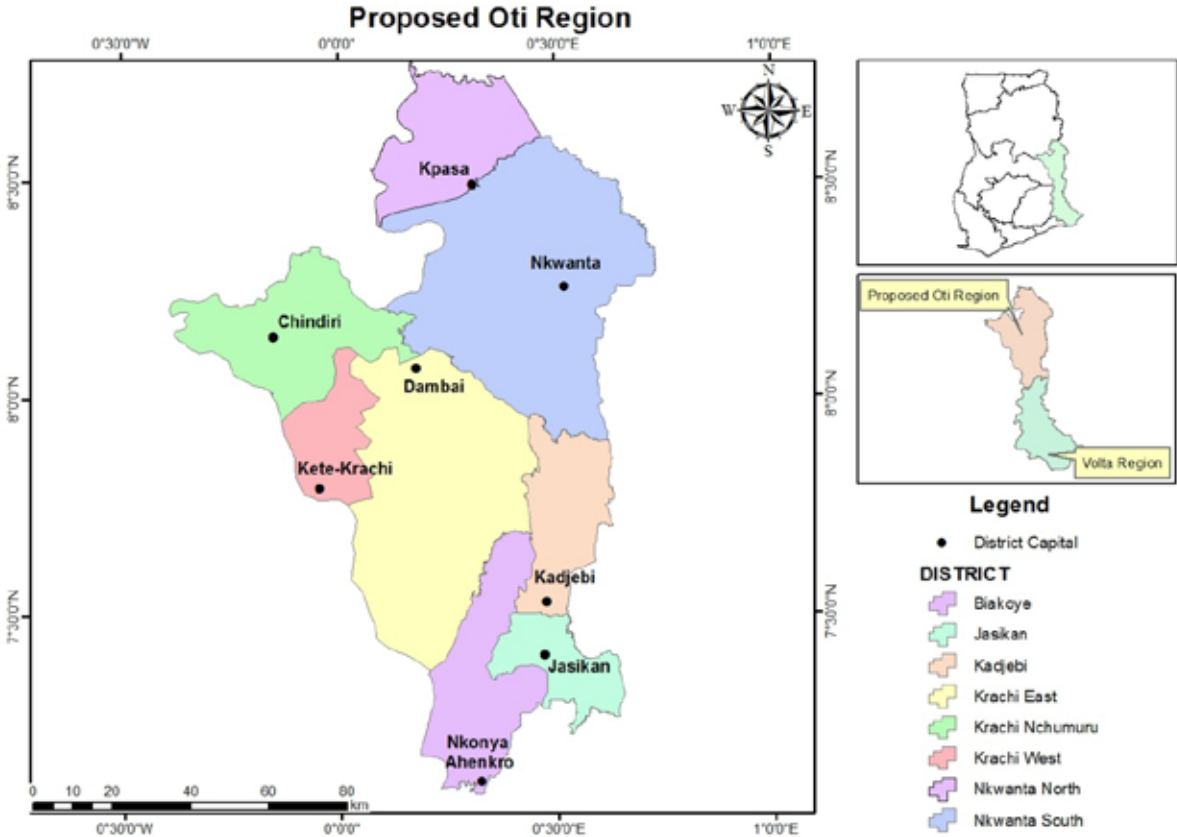 Proposed Oti Region
0°30'0"W 0°0'0" 0°30'0"E 1°0'0"E
N
W E
S
8°30'0"N
8°0'0"N
7°30'0"N
8°30'0"N
8°0'0"N
7°30'0"N
Kpasa
Nkwanta
Chindiri
Dambai
Kete-Krachi
Kadjebi
Jasikan
Nkonya
Ahenkro
0 5 10 20 40 60 80
km
0°30'0"W 0°0'0" 0°30'0"E 1°0'0"E
Proposed Oti Region
Volta Region
Legend
District Capital
DISTRICT
Biakoye
Jasikan
Kadjebi
Krachi East
Krachi Nchumuru
Krachi West
Nkwanta North
Nkwanta South